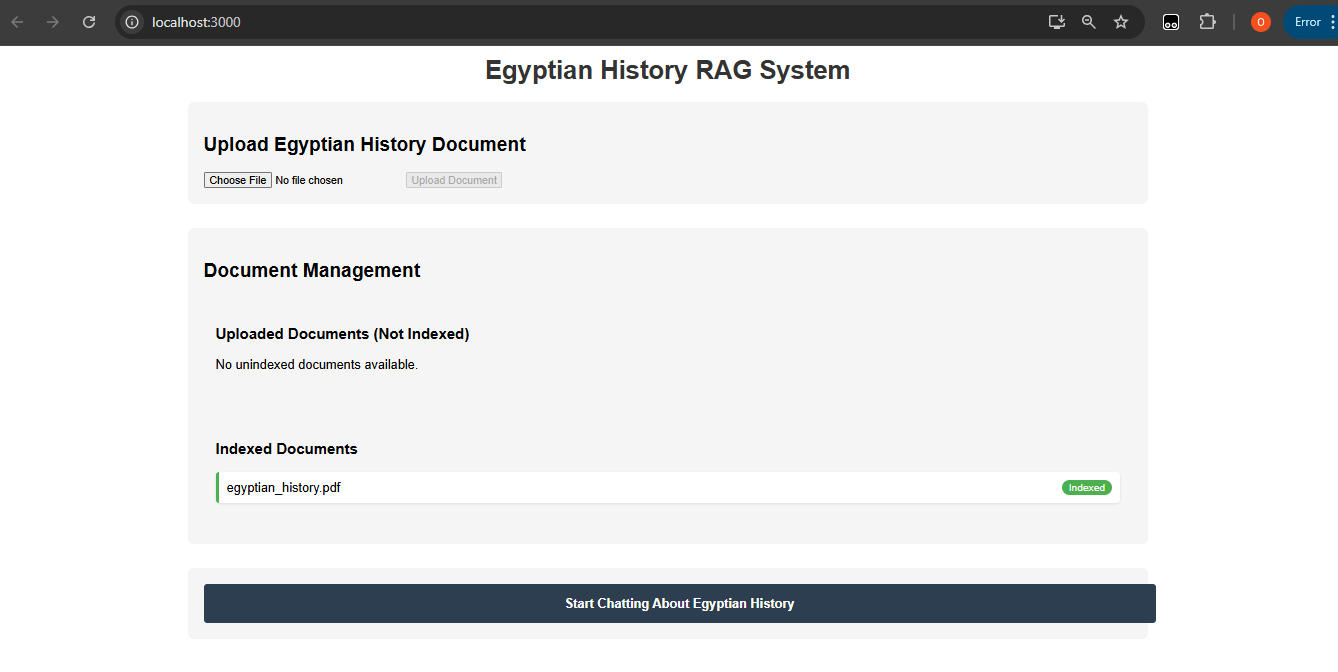 localhost:3000
O
Error
Egyptian History RAG System
Upload Egyptian History Document
Choose File No file chosen Upload Document
Document Management
Uploaded Documents (Not Indexed)
No unindexed documents available.
Indexed Documents
egyptian_history.pdf Indexed
Start Chatting About Egyptian History